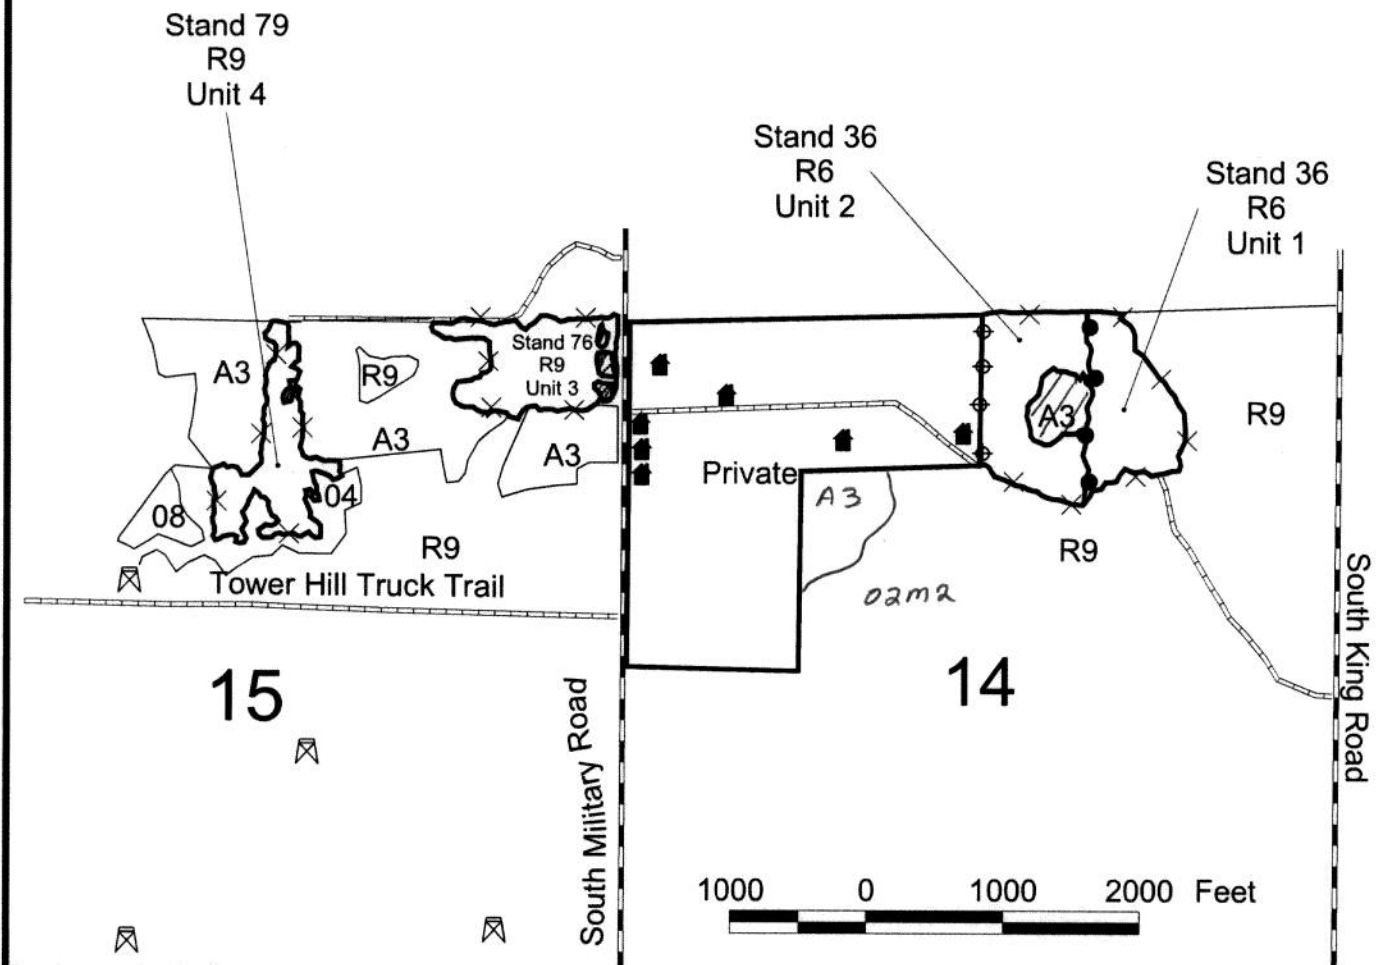 Stand 79
R9
Unit 4
Stand 36
R6
Unit 2
Stand 36
R6
Unit 1
Stand 76
R9
Unit 3
A3
R9
A3
A3
A3
R9
Private
A3
04
08
R9
R9
Tower Hill Truck Trail
02m2
15
14
South Military Road
South King Road
1000 0 1000 2000 Feet